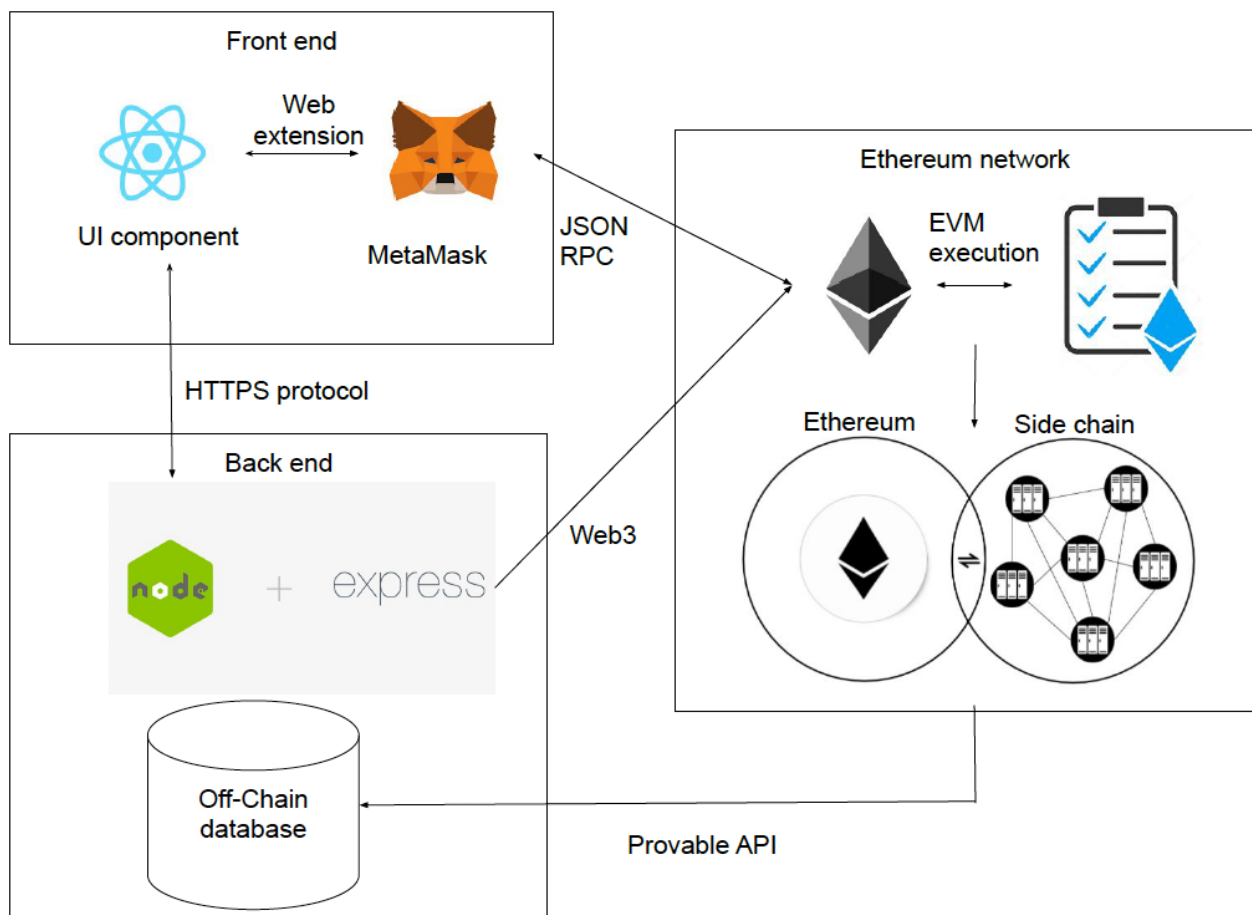 Front end
Web
extension
UI component
MetaMask
JSON
RPC
Ethereum network
EVM
execution
HTTPS protocol
Ethereum
Side chain
Back end
node + express
Web3
Off-Chain
database
Provable API